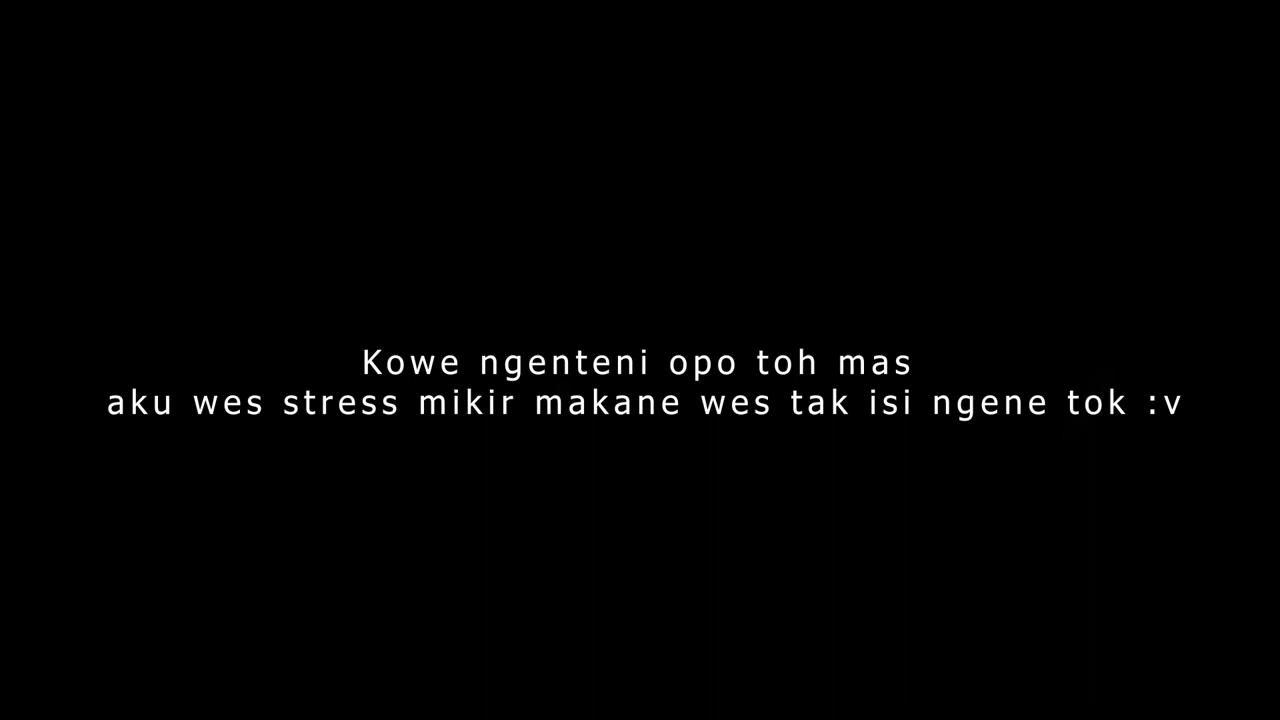 Kowe ngenteni opo toh mas
aku wes stress mikir makane wes tak isi ngene tok :v